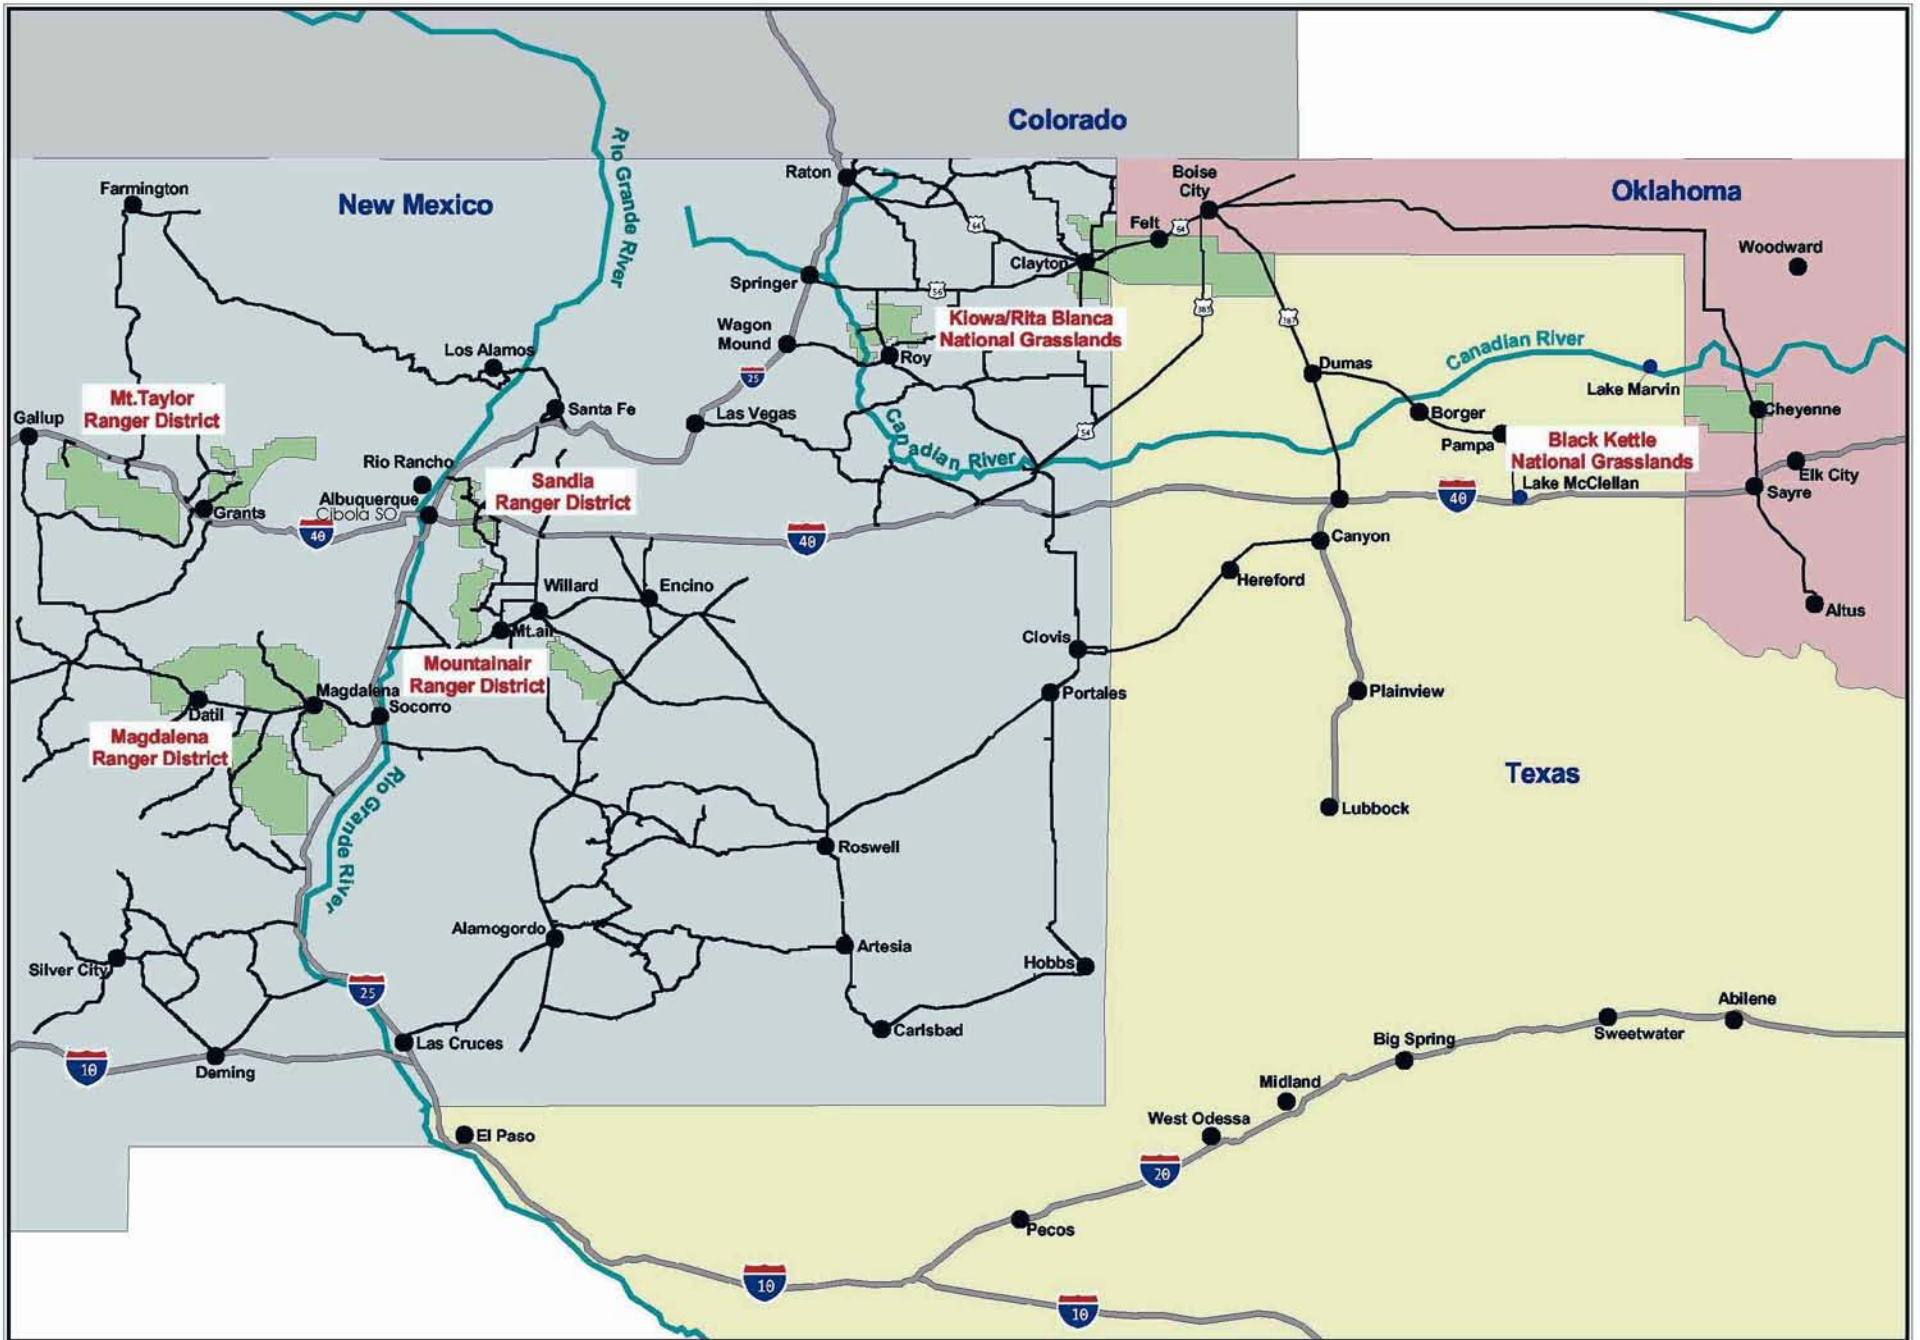 Colorado
Rio Grande River
Raton
Boise
City
Farmington
New Mexico
Oklahoma
64
Felt
64
Woodward
Clayton
Springer
56
385
287
Kiowa/Rita Blanca
National Grasslands
Wagon
Mound
Roy
Canadian River
Los Alamos
Dumas
25
Lake Marvin
Mt.Taylor
Ranger District
Gallup
Santa Fe
Las Vegas
Borger
Cheyenne
54
Canadian River
Pampa
Black Kettle
National Grasslands
Rio Rancho
Sandia
Ranger District
Elk City
Albuquerque
Cibola SO
Lake McClellan
Sayre
Grants
40
40
40
Canyon
Hereford
Willard
Encino
Altus
Mt.air
Clovis
Mountainair
Ranger District
Magdalena
Socorro
Portales
Plainview
Datil
Magdalena
Ranger District
Texas
Rio Grande River
Lubbock
Roswell
Alamogordo
Artesia
Silver City
Hobbs
25
Abilene
Sweetwater
Carlsbad
Las Cruces
Big Spring
10
Deming
Midland
West Odessa
El Paso
20
Pecos
10
10